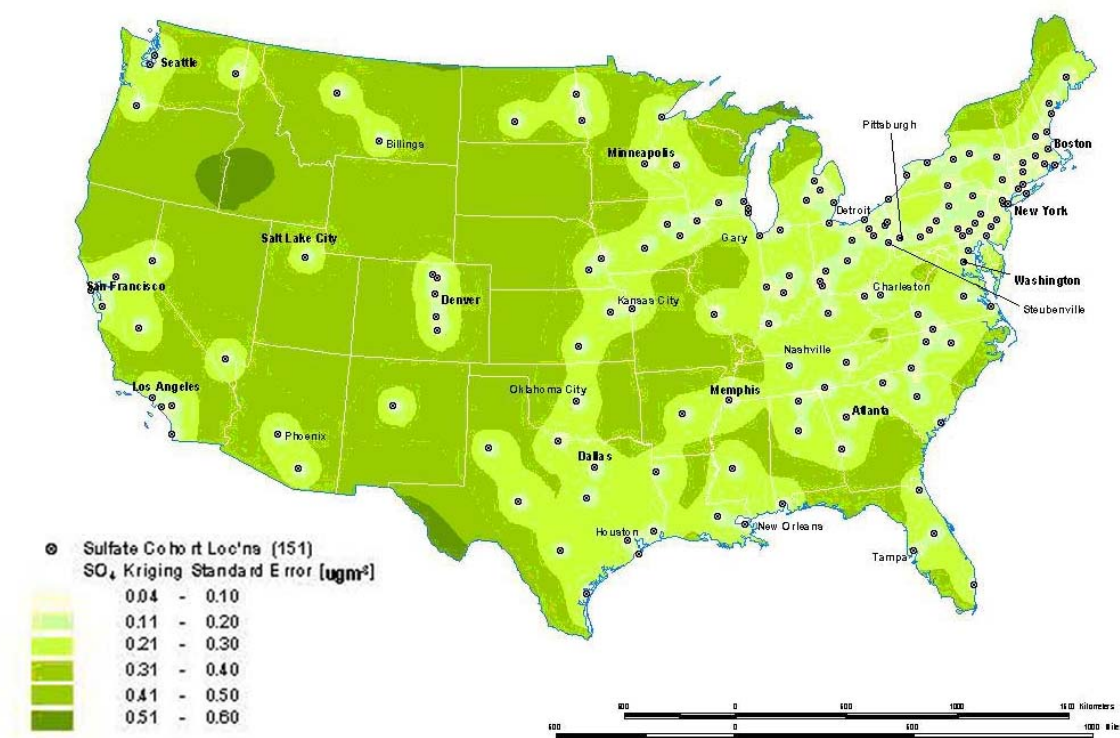 Seattle
Pittsburgh
Billings
Minneapolis
Boston
Detroit
New York
Salt Lake City
Gary
San Francisco
Washington
Denver
Kansas City
Charleston
Steubenville
Nashville
Los Angeles
Oklahoma City
Memphis
Atlanta
Phoenix
Dallas
Houston
New Orleans
Tampa
Sulfate Cohort Loc'ns (151)
SO₄ Kriging Standard Error [ugm⁻³]
0.04 - 0.10
0.11 - 0.20
0.21 - 0.30
0.31 - 0.40
0.41 - 0.50
0.51 - 0.60
500 0 500 1000 1500 Kilometers
500 0 500 1000 Miles